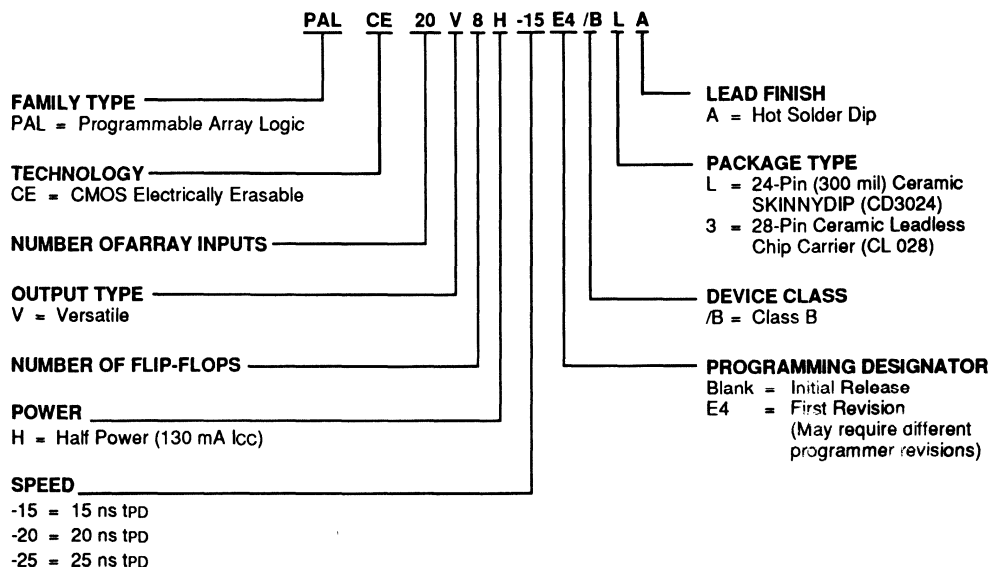 PAL CE 20 V 8 H -15 E4 /B L A
FAMILY TYPE
PAL = Programmable Array Logic
TECHNOLOGY
CE = CMOS Electrically Erasable
NUMBER OFARRAY INPUTS
OUTPUT TYPE
V = Versatile
NUMBER OF FLIP-FLOPS
POWER
H = Half Power (130 mA ICC)
SPEED
-15 = 15 ns tPD
-20 = 20 ns tPD
-25 = 25 ns tPD
LEAD FINISH
A = Hot Solder Dip
PACKAGE TYPE
L = 24-Pin (300 mil) Ceramic
SKINNYDIP (CD3024)
3 = 28-Pin Ceramic Leadless
Chip Carrier (CL 028)
DEVICE CLASS
/B = Class B
PROGRAMMING DESIGNATOR
Blank = Initial Release
E4 = First Revision
(May require different
programmer revisions)